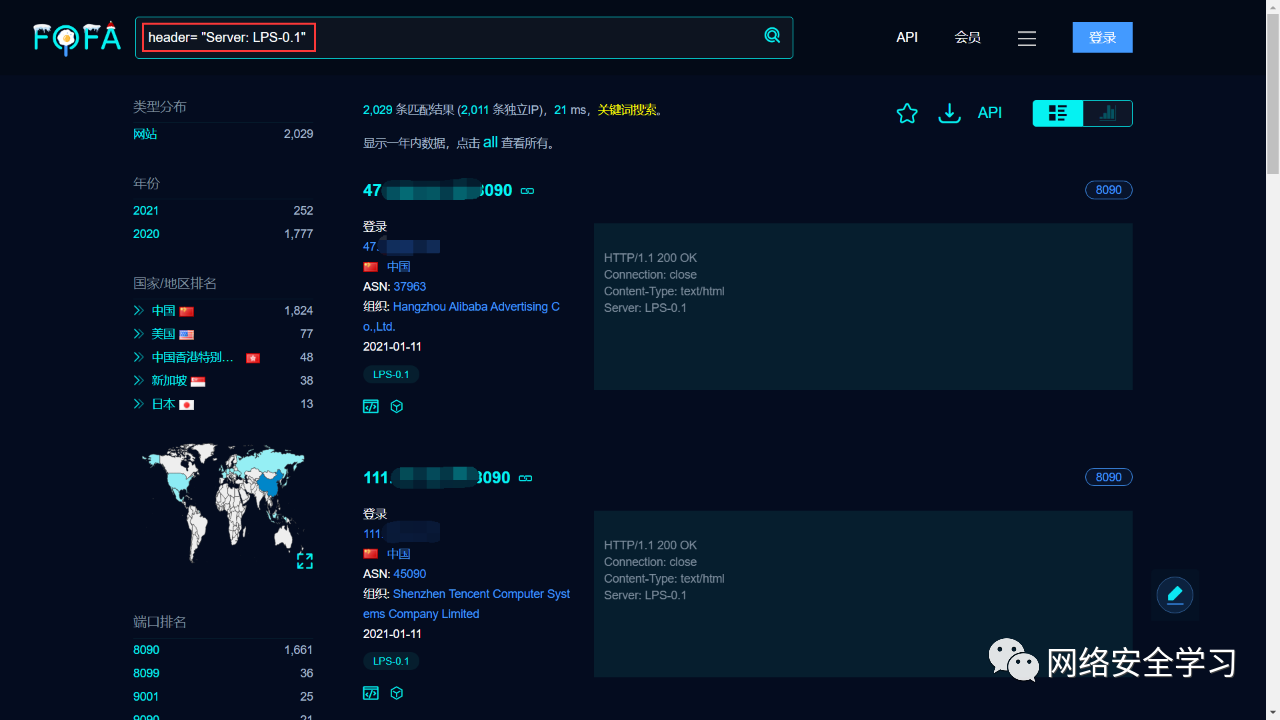 FOFA
header= "Server: LPS-0.1"
API
会员
登录
类型分布
网站 2,029
年份
2021 252
2020 1,777
国家/地区排名
中国 1,824
美国 77
中国香港特别... 48
新加坡 38
日本 13
端口排名
8090 1,661
8099 36
9001 25
9090 21
2,029 条匹配结果 (2,011 条独立IP)，21 ms，关键词搜索。
显示一年内数据，点击 all 查看所有。
API
47 8090
8090
登录
47.
中国
ASN: 37963
组织: Hangzhou Alibaba Advertising C
o.,Ltd.
2021-01-11
LPS-0.1
HTTP/1.1 200 OK
Connection: close
Content-Type: text/html
Server: LPS-0.1
111. 8090
8090
登录
111.
中国
ASN: 45090
组织: Shenzhen Tencent Computer Syst
ems Company Limited
2021-01-11
LPS-0.1
HTTP/1.1 200 OK
Connection: close
Content-Type: text/html
Server: LPS-0.1
网络安全学习